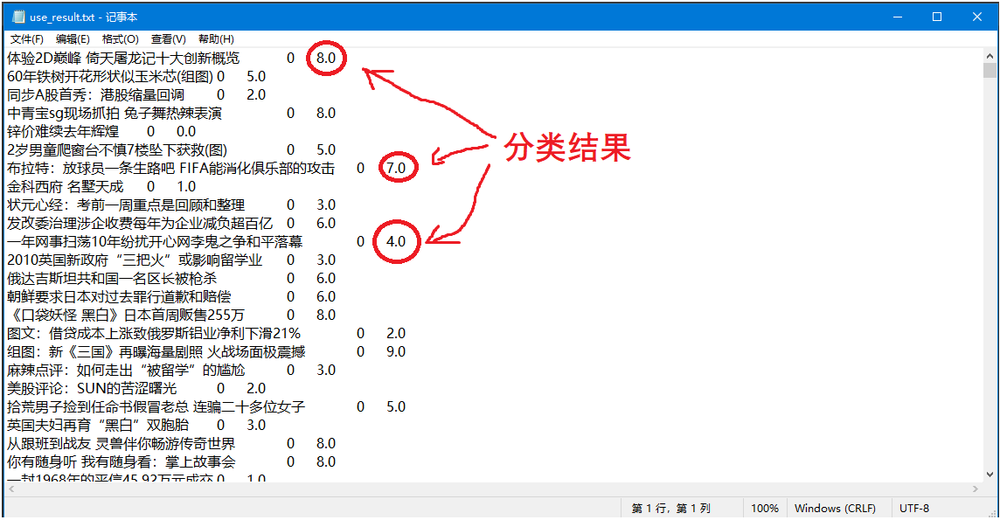 use_result.txt - 记事本
文件(F) 编辑(E) 格式(O) 查看(V) 帮助(H)
体验2D巅峰 倚天屠龙记十大创新概览 0 8.0
60年铁树开花形状似玉米芯(组图) 0 5.0
同步A股首秀：港股缩量回调 0 2.0
中青宝sg现场抓拍 兔子舞热辣表演 0 8.0
锌价难续去年辉煌 0 0.0
2岁男童爬窗台不慎7楼坠下获救(图) 0 5.0
布拉特：放球员一条生路吧 FIFA能消化俱乐部的攻击 0 7.0
金科西府 名墅天成 0 1.0
状元心经：考前一周重点是回顾和整理 0 3.0
发改委治理涉企收费每年为企业减负超百亿 0 6.0
一年网事扫荡10年纷扰开心网李鬼之争和平落幕 0 4.0
2010英国新政府“三把火”或影响留学业 0 3.0
俄达吉斯坦共和国一名区长被枪杀 0 6.0
朝鲜要求日本对过去罪行道歉和赔偿 0 6.0
《口袋妖怪 黑白》日本首周贩售255万 0 8.0
图文：借贷成本上涨致俄罗斯铝业净利下滑21% 0 2.0
组图：新《三国》再曝海量剧照 火战场面极震撼 0 9.0
麻辣点评：如何走出“被留学”的尴尬 0 3.0
美股评论：SUN的苦涩曙光 0 2.0
拾荒男子捡到任命书假冒老总 连骗二十多位女子 0 5.0
英国夫妇再育“黑白”双胞胎 0 3.0
从跟班到战友 灵兽伴你畅游传奇世界 0 8.0
你有随身听 我有随身看：掌上故事会 0 8.0
一封1968年的平信45.92万元成交 0 1.0
分类结果
第 1 行，第 1 列 100% Windows (CRLF) UTF-8